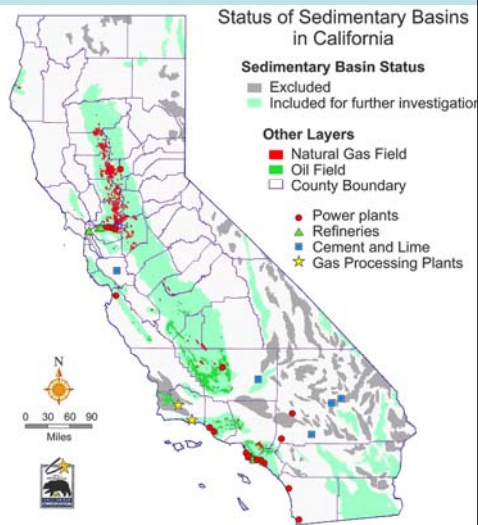 Status of Sedimentary Basins
in California
Sedimentary Basin Status
Excluded
Included for further investigation
Other Layers
Natural Gas Field
Oil Field
County Boundary
Power plants
Refineries
Cement and Lime
Gas Processing Plants
N
0 30 60 90
Miles